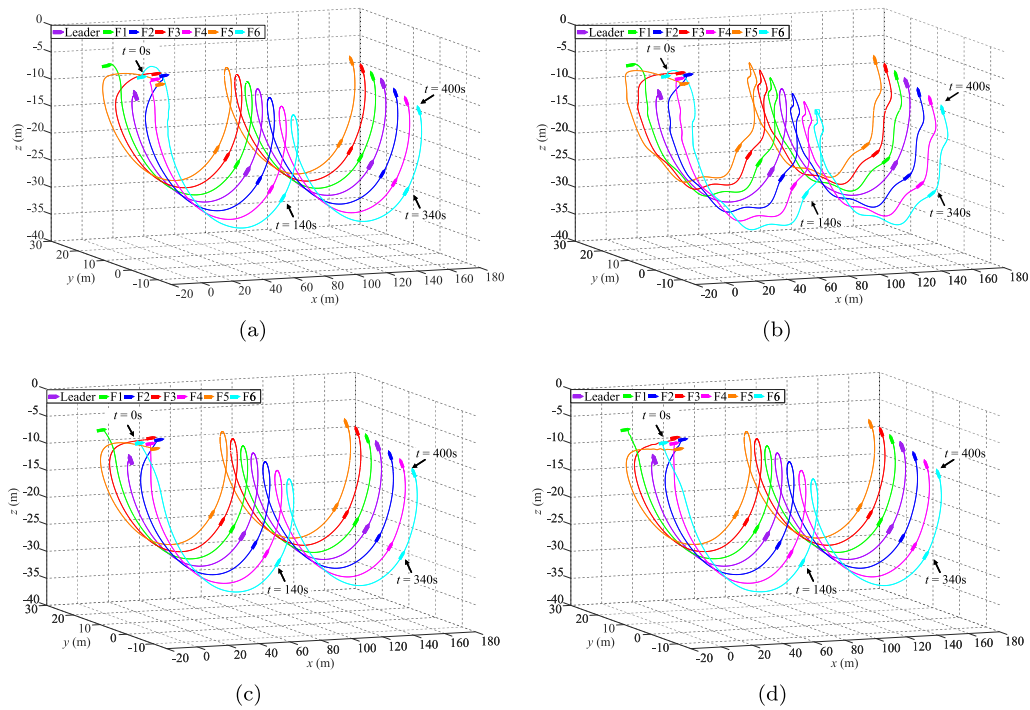 0
-5
-10
-15
-20
-25
-30
-35
-40
z (m)
Leader F1 F2 F3 F4 F5 F6
t = 0s
t = 400s
t = 340s
t = 140s
30
20
10
0
-10
y (m)
-20 0 20 40 60 80 100 120 140 160 180
x (m)
(a)
0
-5
-10
-15
-20
-25
-30
-35
-40
z (m)
Leader F1 F2 F3 F4 F5 F6
t = 0s
t = 400s
t = 340s
t = 140s
30
20
10
0
-10
y (m)
-20 0 20 40 60 80 100 120 140 160 180
x (m)
(b)
0
-5
-10
-15
-20
-25
-30
-35
-40
z (m)
Leader F1 F2 F3 F4 F5 F6
t = 0s
t = 400s
t = 340s
t = 140s
30
20
10
0
-10
y (m)
-20 0 20 40 60 80 100 120 140 160 180
x (m)
(c)
0
-5
-10
-15
-20
-25
-30
-35
-40
z (m)
Leader F1 F2 F3 F4 F5 F6
t = 0s
t = 400s
t = 340s
t = 140s
30
20
10
0
-10
y (m)
-20 0 20 40 60 80 100 120 140 160 180
x (m)
(d)